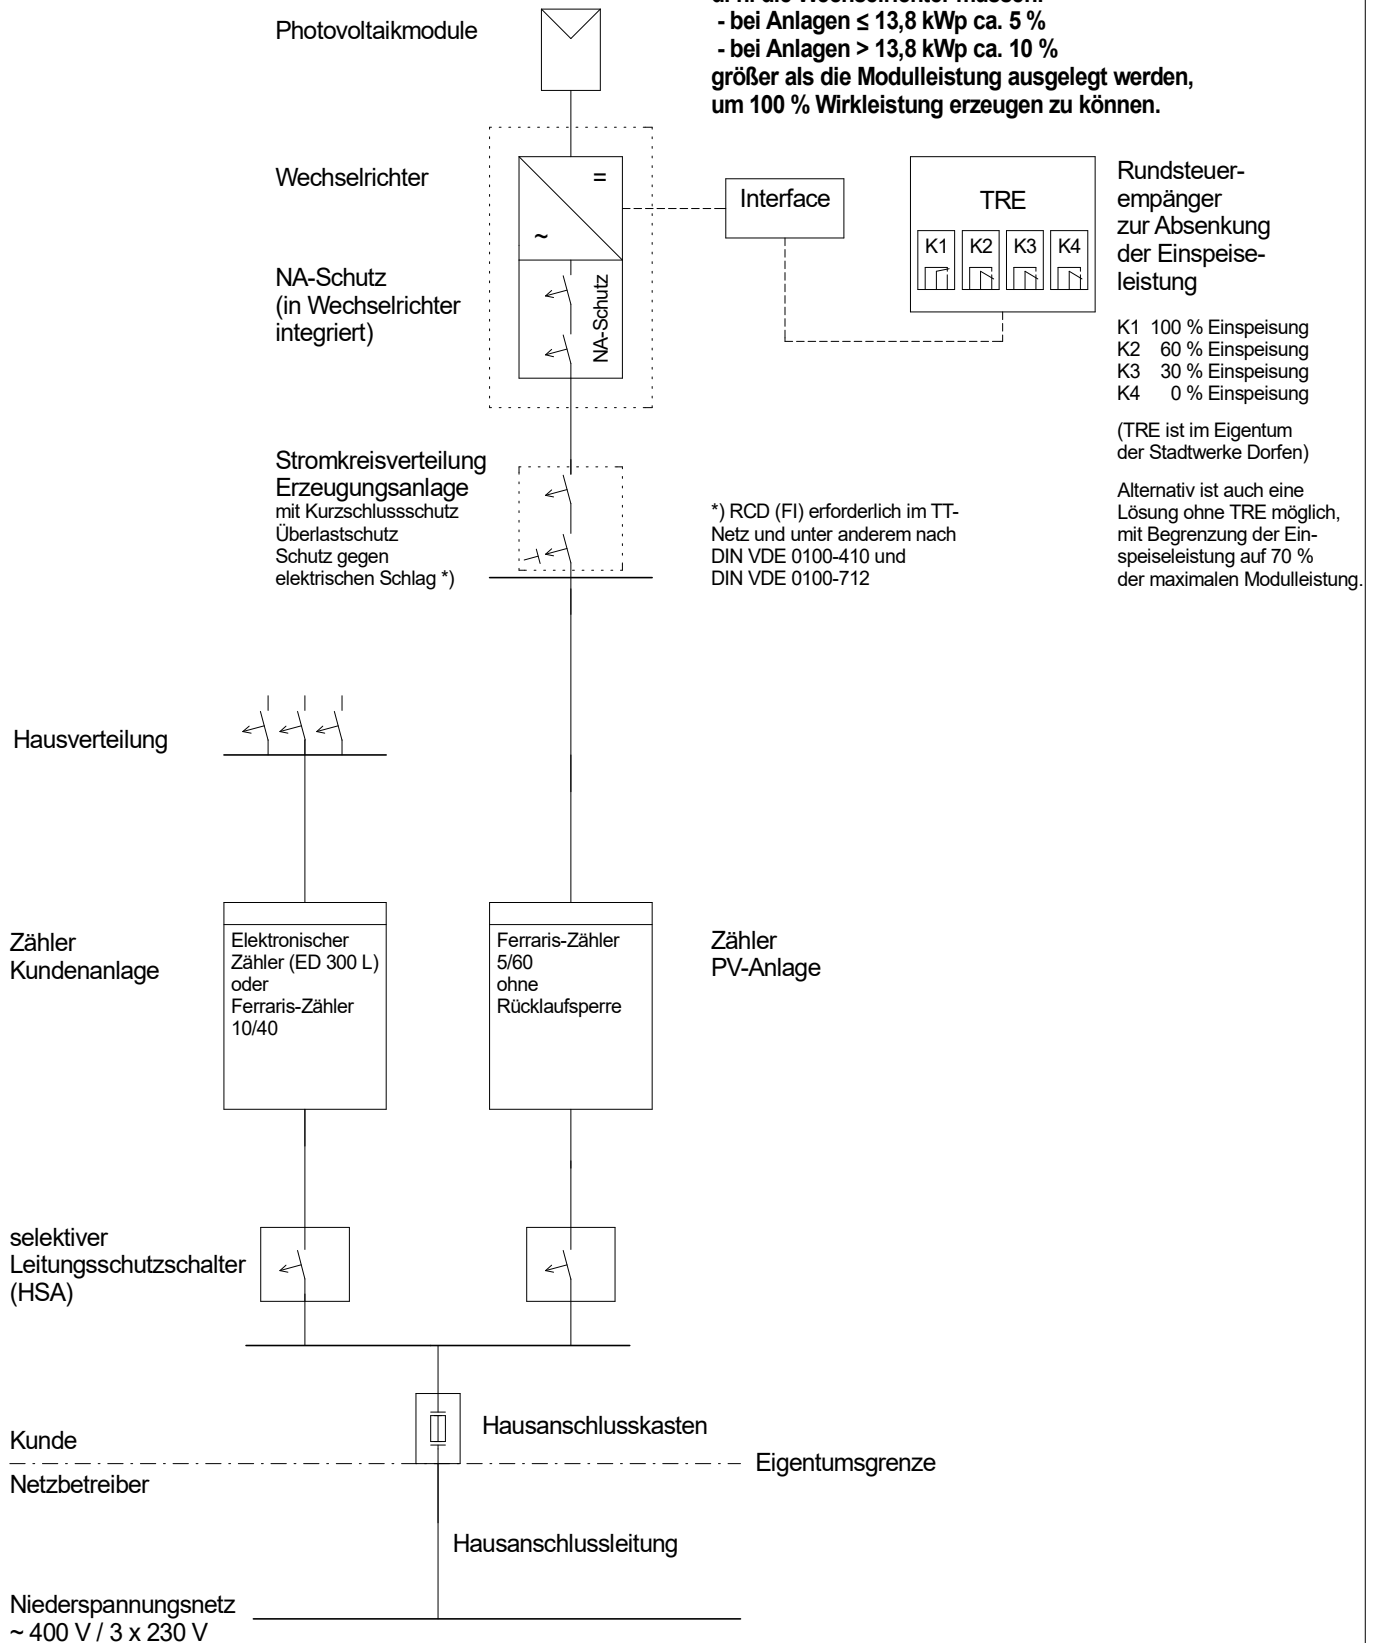 d. h. die Wechselrichter müssen:
- bei Anlagen ≤ 13,8 kWp ca. 5 %
- bei Anlagen > 13,8 kWp ca. 10 %
größer als die Modulleistung ausgelegt werden,
um 100 % Wirkleistung erzeugen zu können.
Photovoltaikmodule
Wechselrichter
=
~
Interface
TRE
K1 K2 K3 K4
Rundsteuer-
empänger
zur Absenkung
der Einspeise-
leistung
NA-Schutz
(in Wechselrichter
integriert)
NA-Schutz
K1 100 % Einspeisung
K2 60 % Einspeisung
K3 30 % Einspeisung
K4 0 % Einspeisung
(TRE ist im Eigentum
der Stadtwerke Dorfen)
Alternativ ist auch eine
Lösung ohne TRE möglich,
mit Begrenzung der Ein-
speiseleistung auf 70 %
der maximalen Modulleistung.
Stromkreisverteilung
Erzeugungsanlage
mit Kurzschlussschutz
Überlastschutz
Schutz gegen
elektrischen Schlag *)
*) RCD (FI) erforderlich im TT-
Netz und unter anderem nach
DIN VDE 0100-410 und
DIN VDE 0100-712
Hausverteilung
Zähler
Kundenanlage
Elektronischer
Zähler (ED 300 L)
oder
Ferraris-Zähler
10/40
Ferraris-Zähler
5/60
ohne
Rücklaufsperre
Zähler
PV-Anlage
selektiver
Leitungsschutzschalter
(HSA)
Hausanschlusskasten
Kunde
Eigentumsgrenze
Netzbetreiber
Hausanschlussleitung
Niederspannungsnetz
~ 400 V / 3 x 230 V